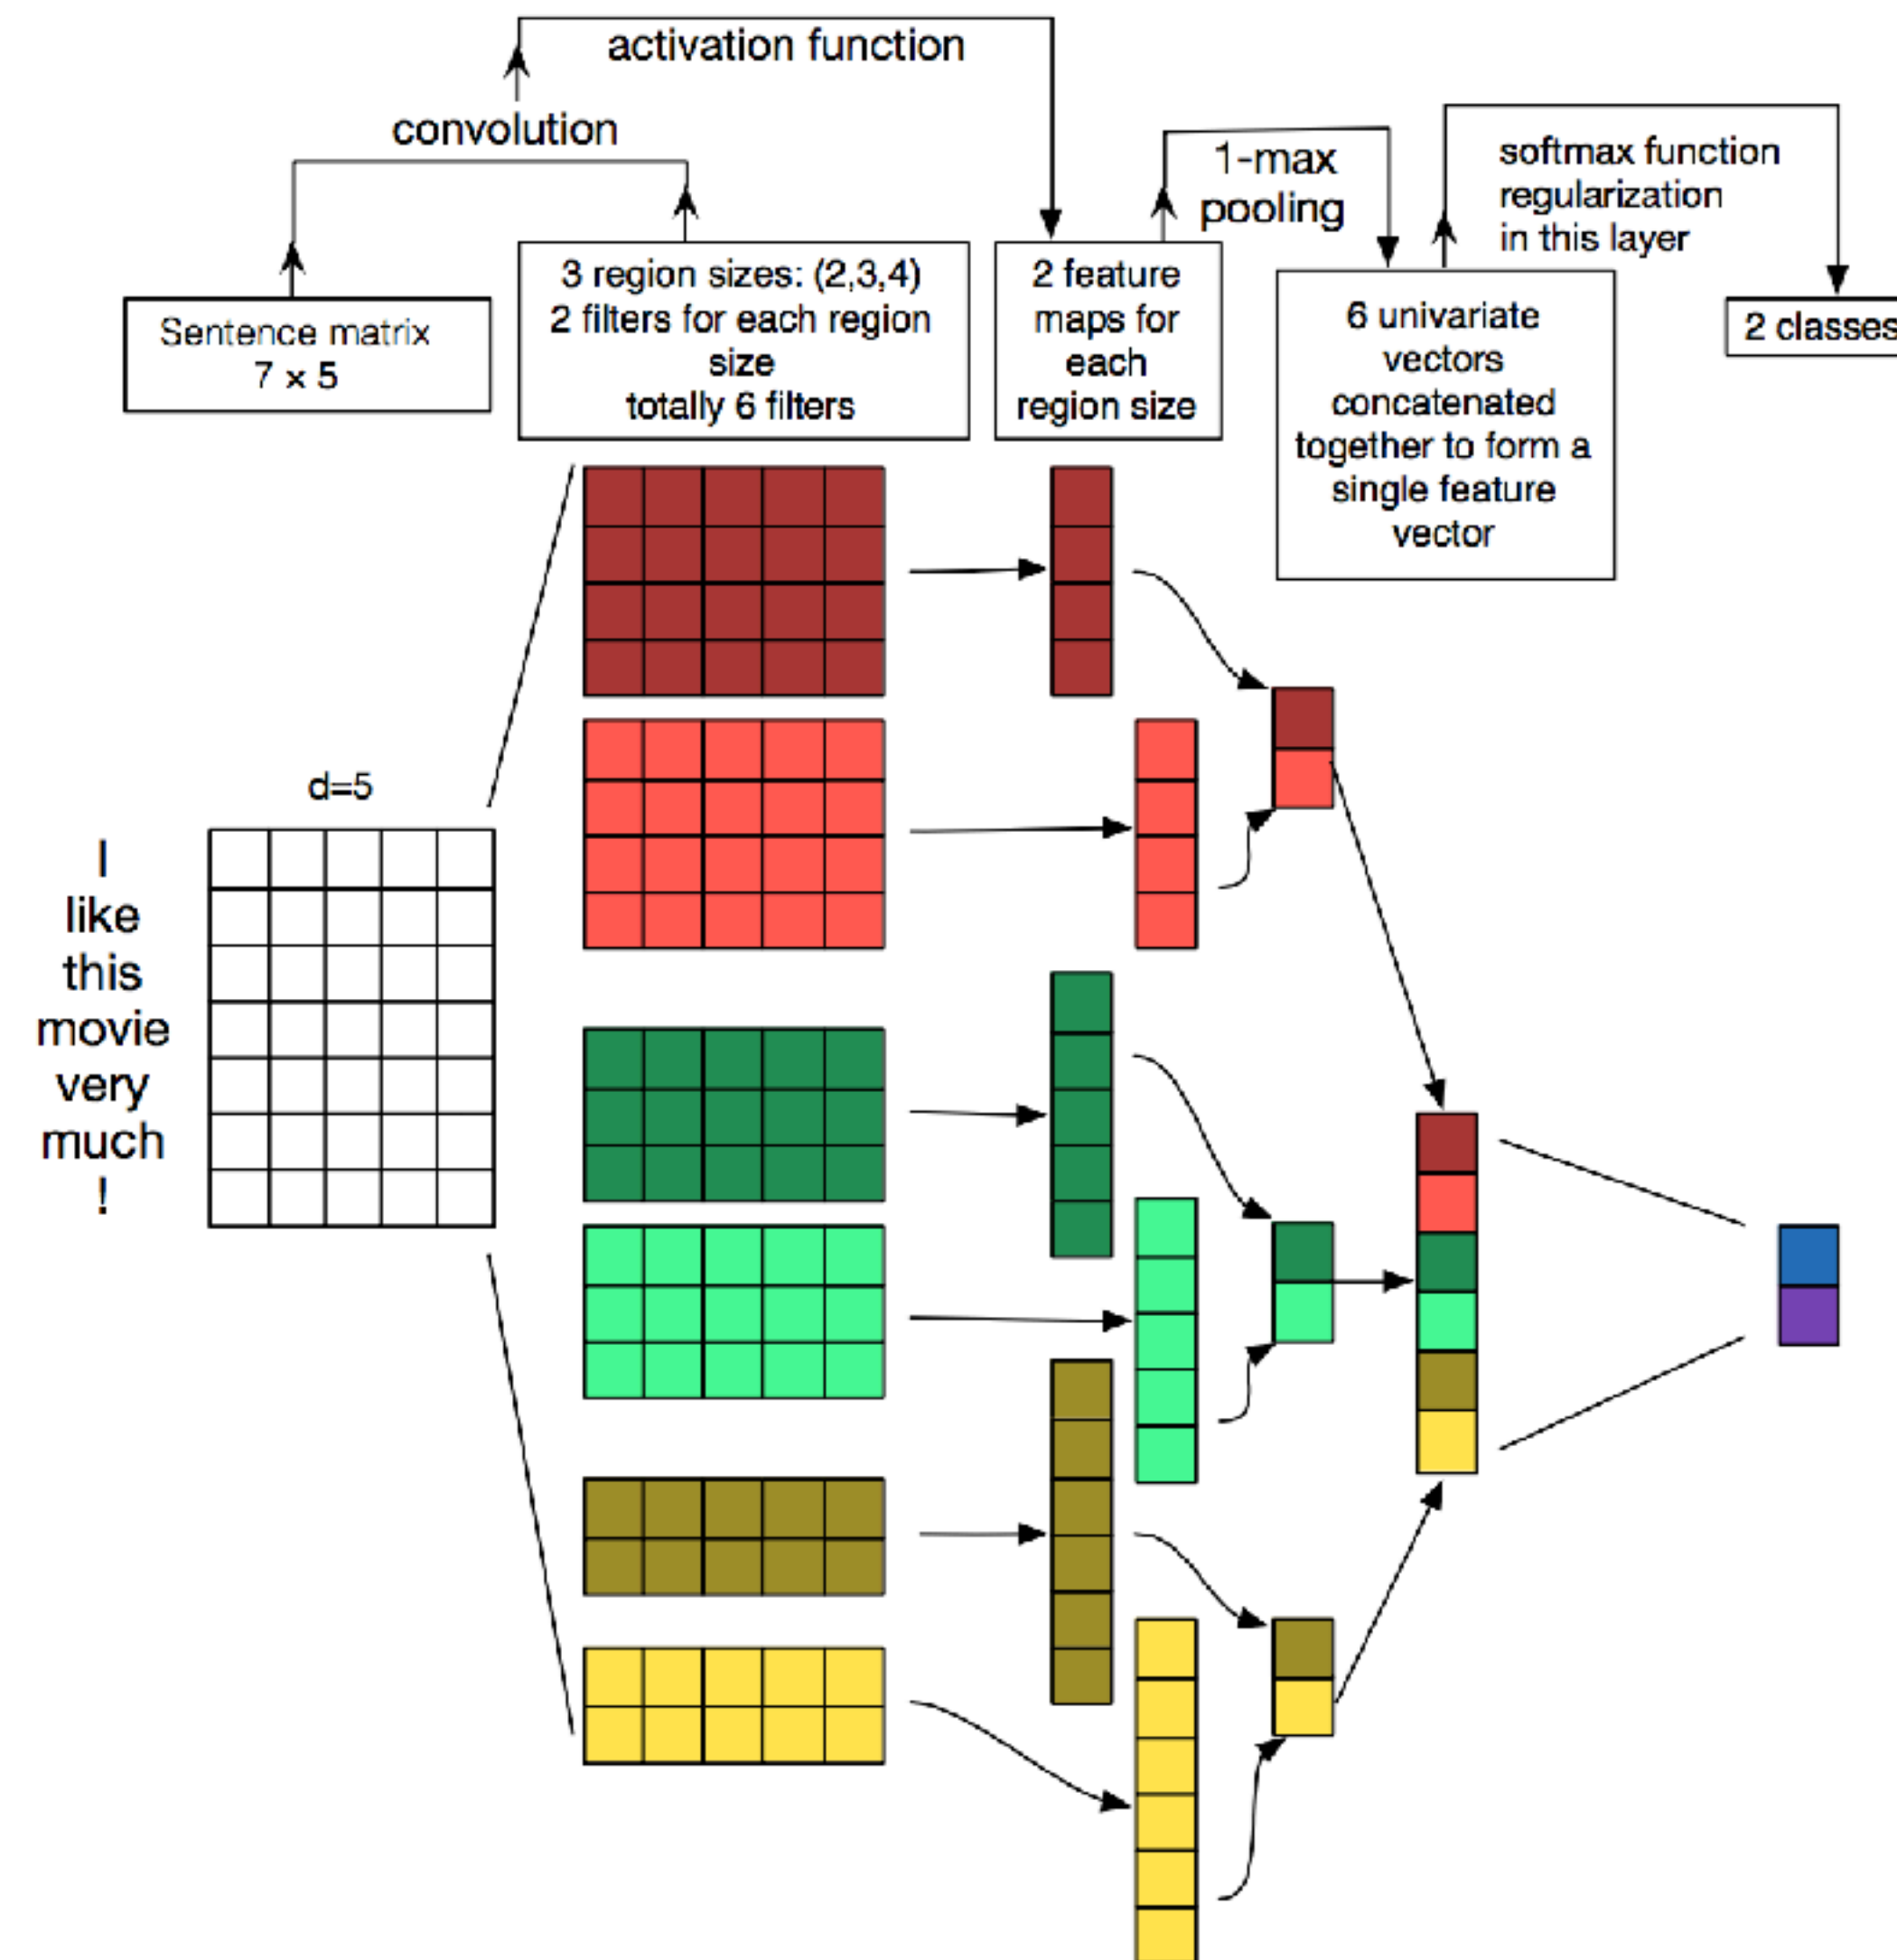 activation function
convolution
1-max
pooling
softmax function
regularization
in this layer
Sentence matrix
7 × 5
3 region sizes: (2,3,4)
2 filters for each region
size
totally 6 filters
2 feature
maps for
each
region size
6 univariate
vectors
concatenated
together to form a
single feature
vector
2 classes
d=5
I
like
this
movie
very
much
!